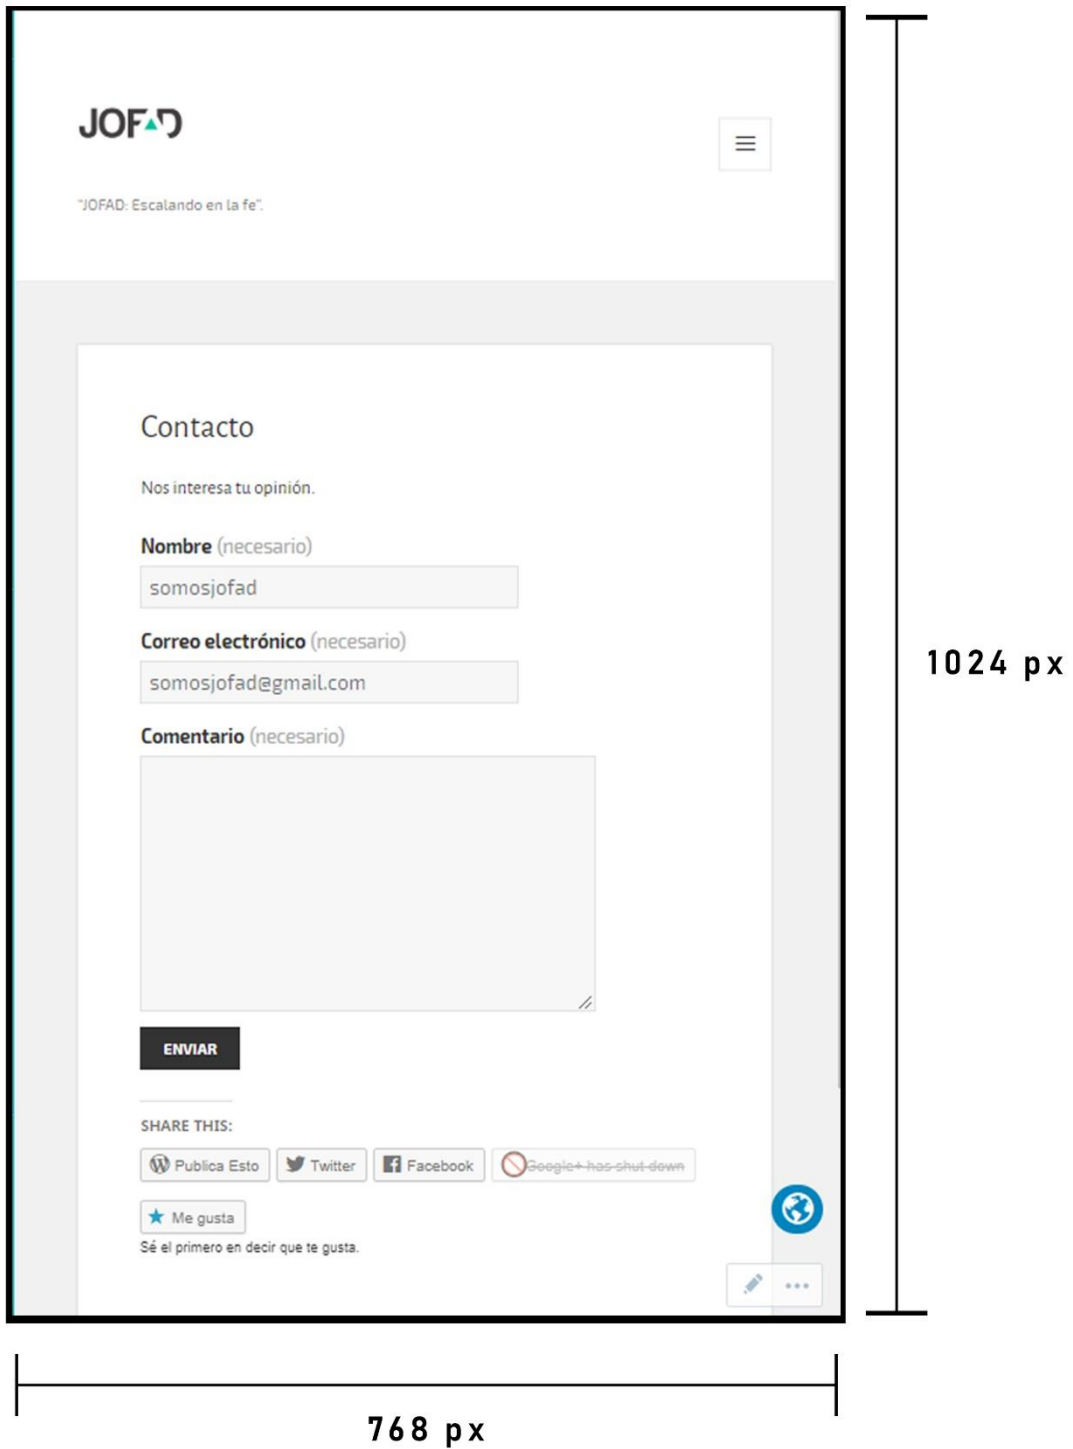 JOFAD
"JOFAD: Escalando en la fe".
Contacto
Nos interesa tu opinión.
Nombre (necesario)
somosjofad
Correo electrónico (necesario)
somosjofad@gmail.com
Comentario (necesario)
ENVIAR
SHARE THIS:
Publica Esto Twitter Facebook Google+ has shut down
Me gusta
Sé el primero en decir que te gusta.
1024 px
768 px